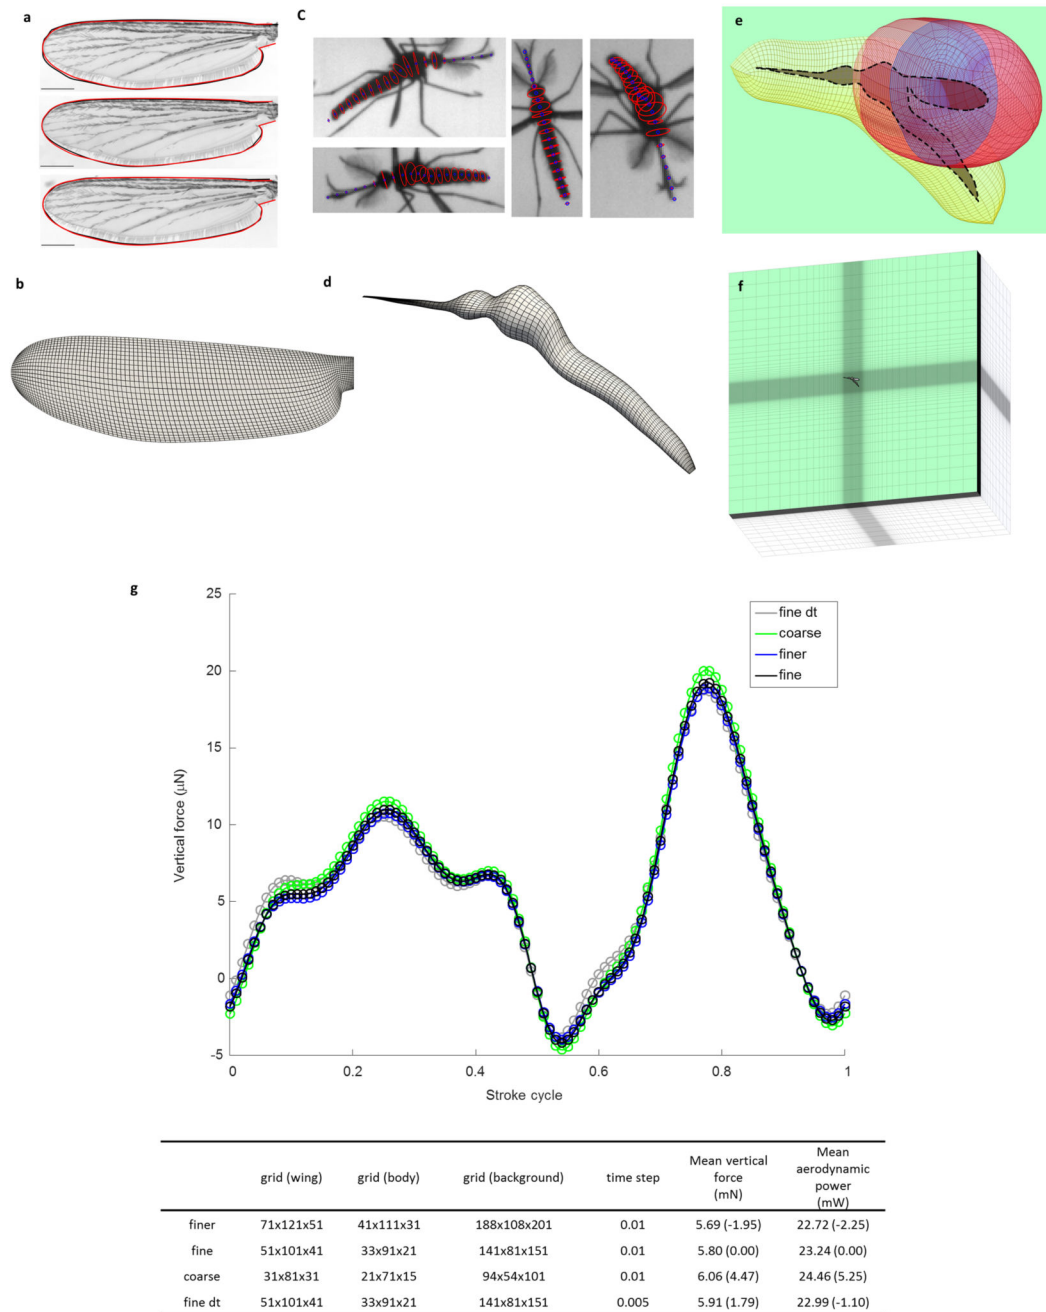 a
C
e
b
d
f
g
25
20
15
10
5
0
-5
Vertical force (μN)
fine dt
coarse
finer
fine
0
0.2
0.4
0.6
0.8
1
Stroke cycle
grid (wing) grid (body) grid (background) time step Mean vertical force (mN) Mean aerodynamic power (mW)
finer 71x121x51 41x111x31 188x108x201 0.01 5.69 (-1.95) 22.72 (-2.25)
fine 51x101x41 33x91x21 141x81x151 0.01 5.80 (0.00) 23.24 (0.00)
coarse 31x81x31 21x71x15 94x54x101 0.01 6.06 (4.47) 24.46 (5.25)
fine dt 51x101x41 33x91x21 141x81x151 0.005 5.91 (1.79) 22.99 (-1.10)